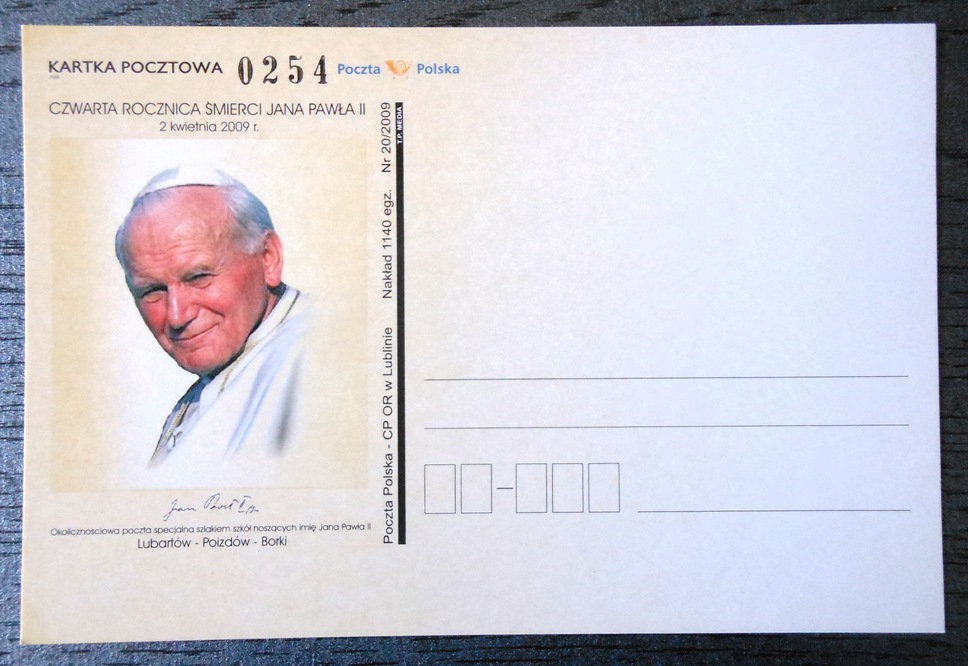 KARTKA POCZTOWA 0254 Poczta Polska
CZWARTA ROCZNICA ŚMIERCI JANA PAWŁA II
2 kwietnia 2009 r.
Okolicznościowa poczta specjalna szlakiem szkół noszących imię Jana Pawła II
Lubartów - Poizdów - Borki
Poczta Polska - CP OR w Lublinie Nakład 1140 egz. Nr 20/2009
T.P. MEDIA